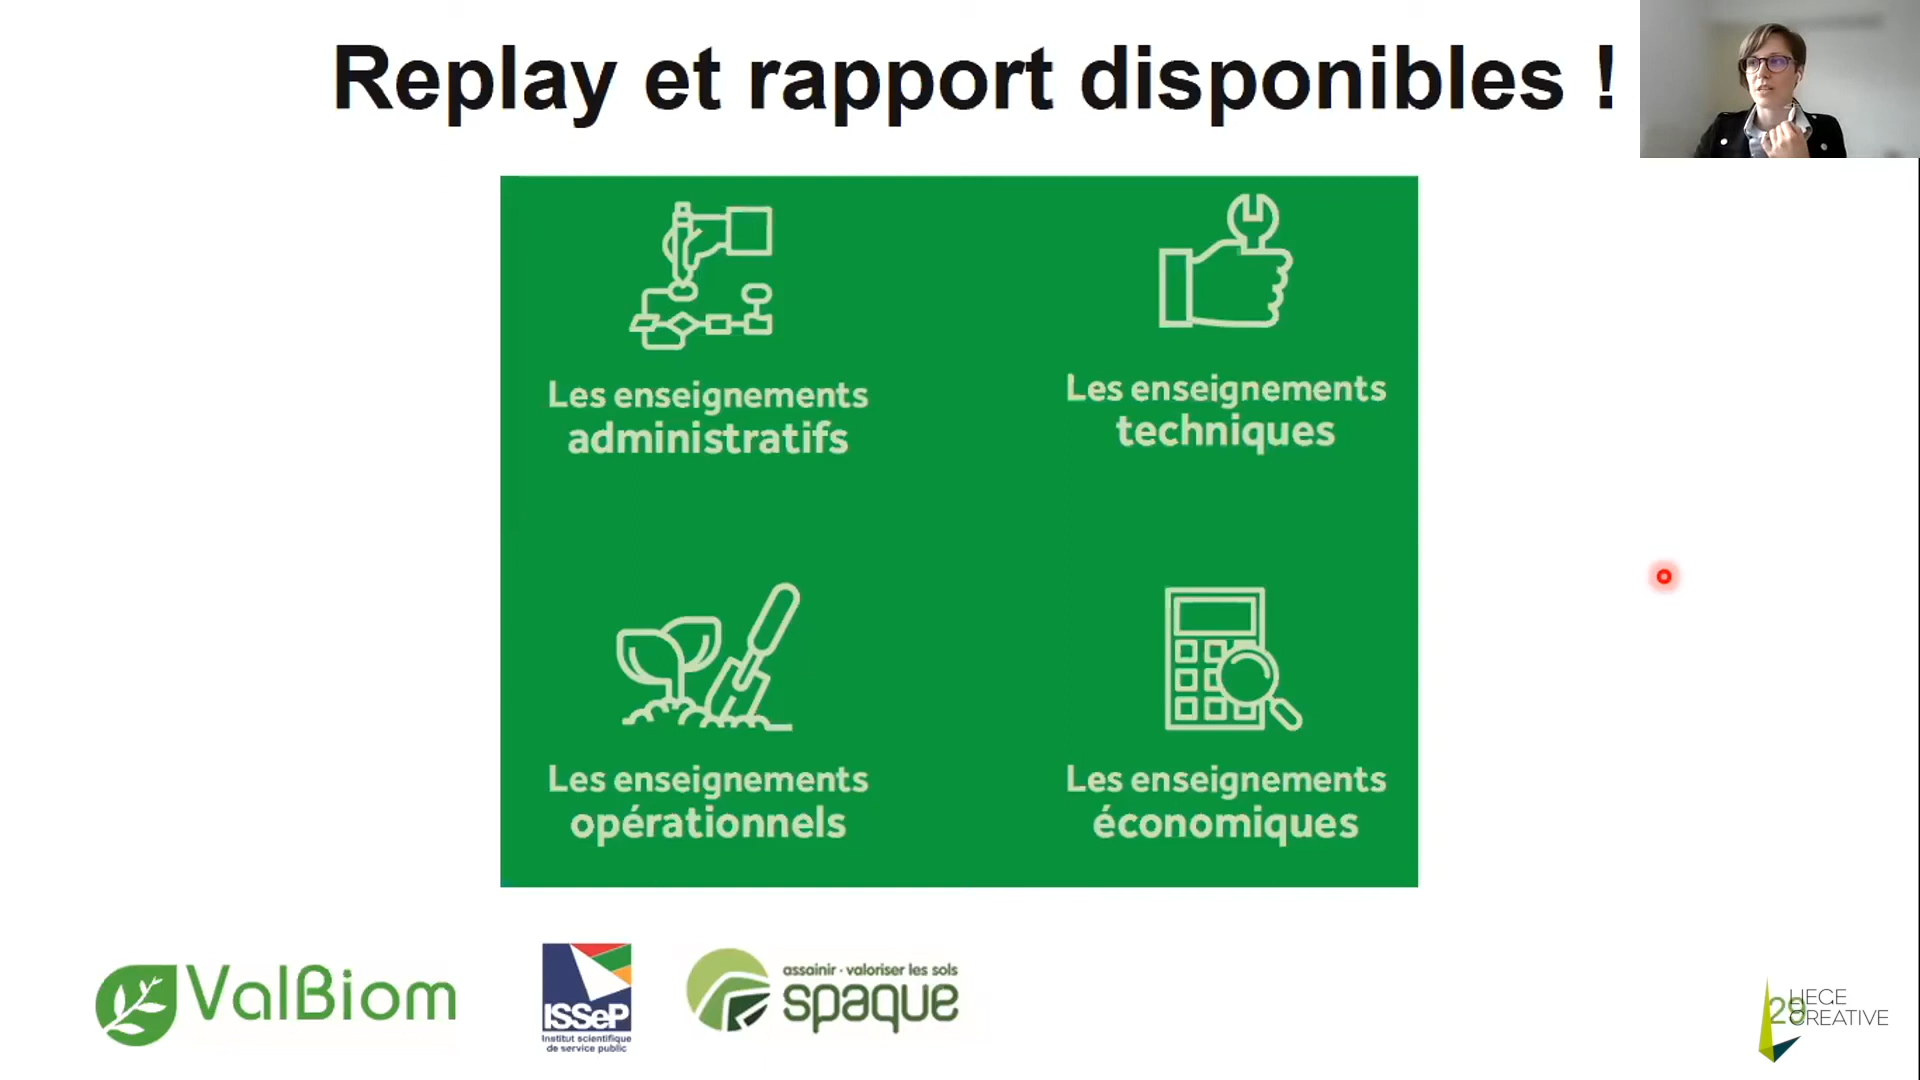 Replay et rapport disponibles !
Les enseignements
administratifs
Les enseignements
techniques
Les enseignements
opérationnels
Les enseignements
économiques
ValBiom
ISSeP
Institut scientifique
de service public
assainir · valoriser les sols
spaque
28
LIEGE
CREATIVE